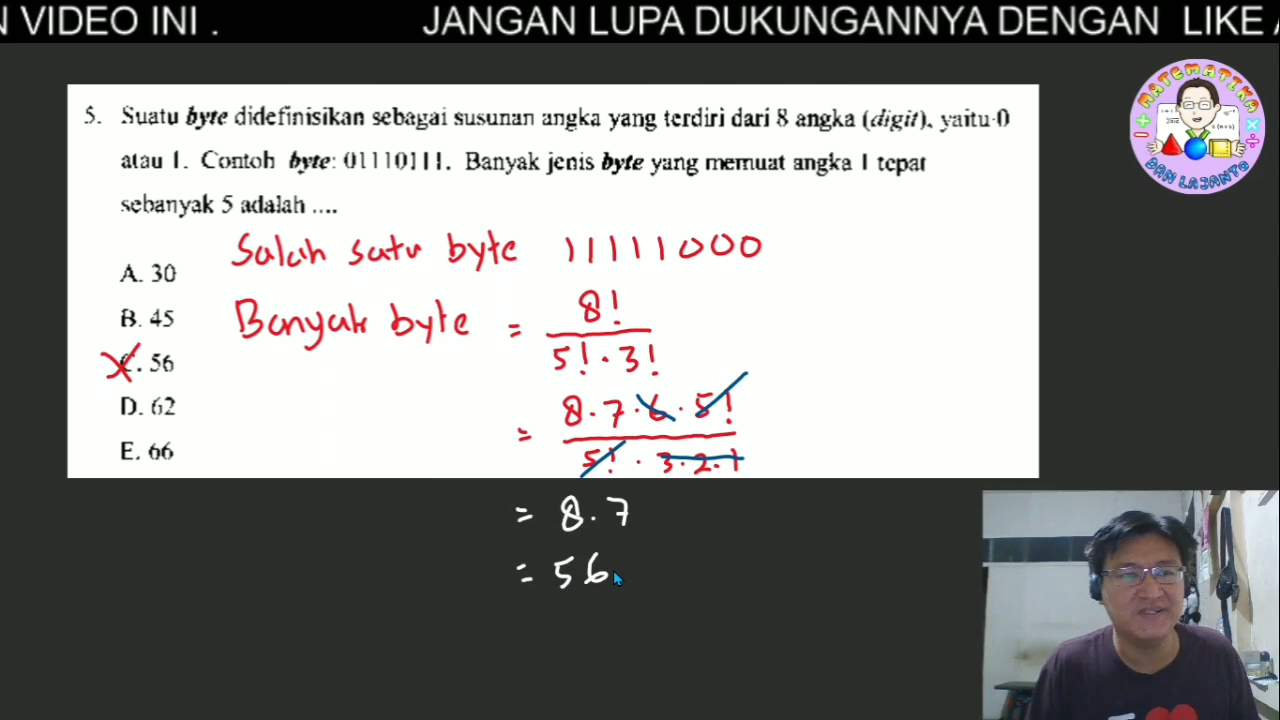 N VIDEO INI . JANGAN LUPA DUKUNGANNYA DENGAN LIKE
MATEMATIKA
DAN LAJANTO
5. Suatu byte didefinisikan sebagai susunan angka yang terdiri dari 8 angka (digit), yaitu 0
atau 1. Contoh byte: 01110111. Banyak jenis byte yang memuat angka 1 tepat
sebanyak 5 adalah ....
Salah satu byte 11111000
A. 30
Banyak byte = 8! / 5! . 3!
B. 45
C. 56
= 8 . 7 . 6 . 5! / 5! . 3 . 2 . 1
D. 62
E. 66
= 8 . 7
= 56